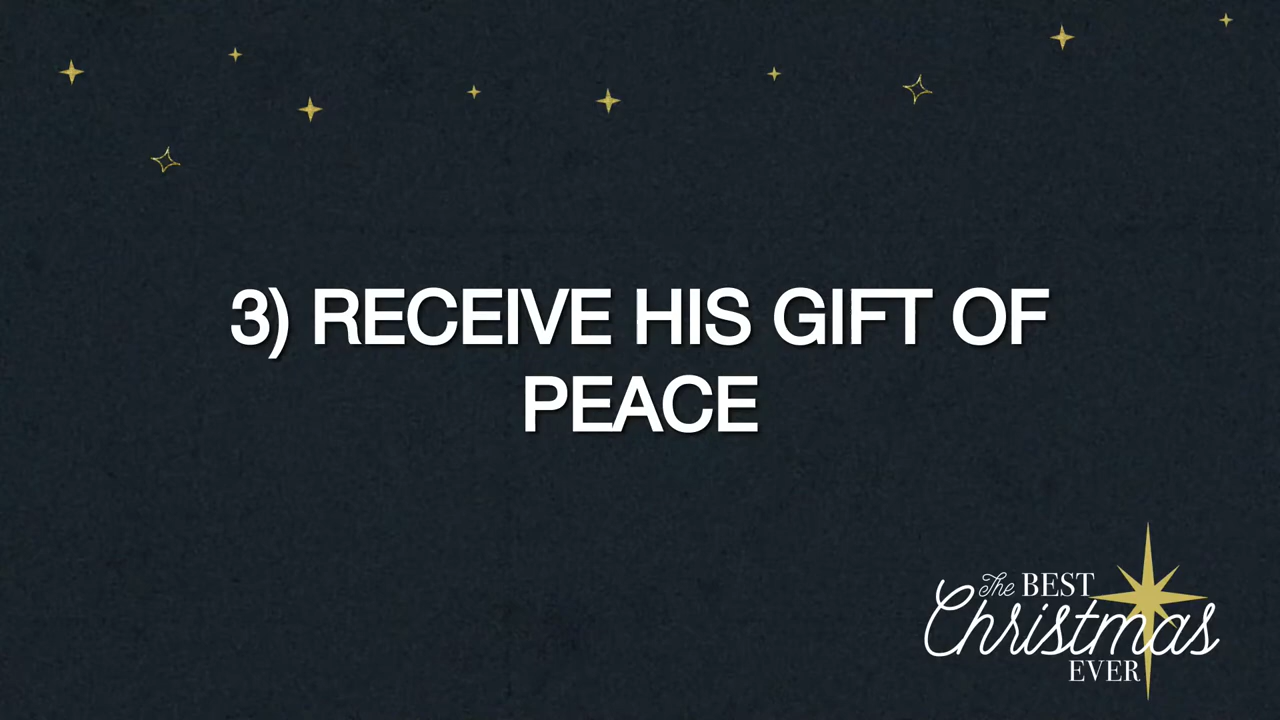 3) RECEIVE HIS GIFT OF
PEACE
The BEST
Christmas
EVER